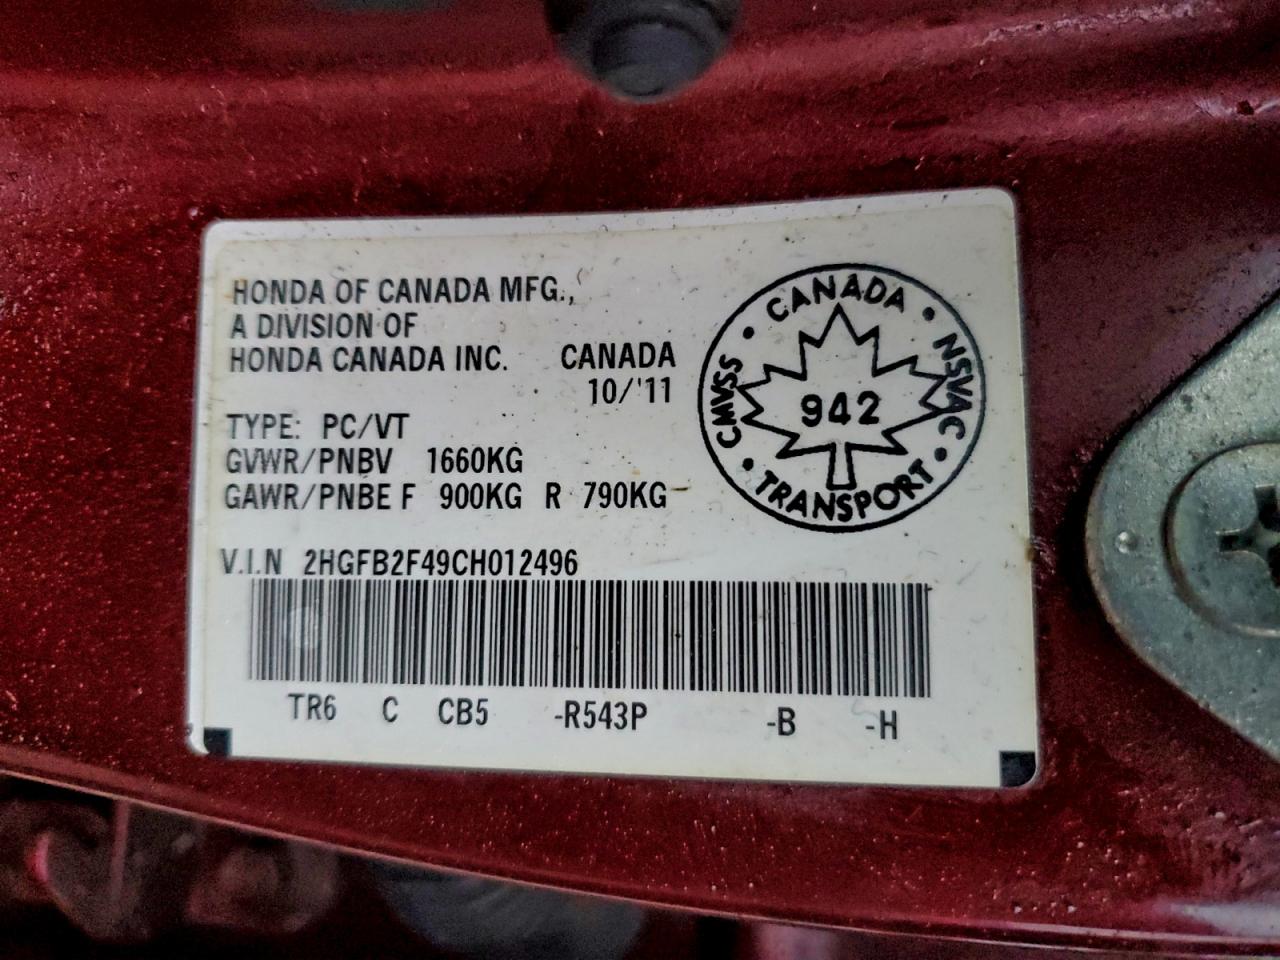 HONDA OF CANADA MFG.,
A DIVISION OF
HONDA CANADA INC. CANADA
10/'11
TYPE: PC/VT
GVWR/PNBV 1660KG
GAWR/PNBE F 900KG R 790KG
CANADA • NSVAC • TRANSPORT • CMVSS •
942
V.I.N 2HGFB2F49CH012496
TR6 C CB5 -R543P -B -H